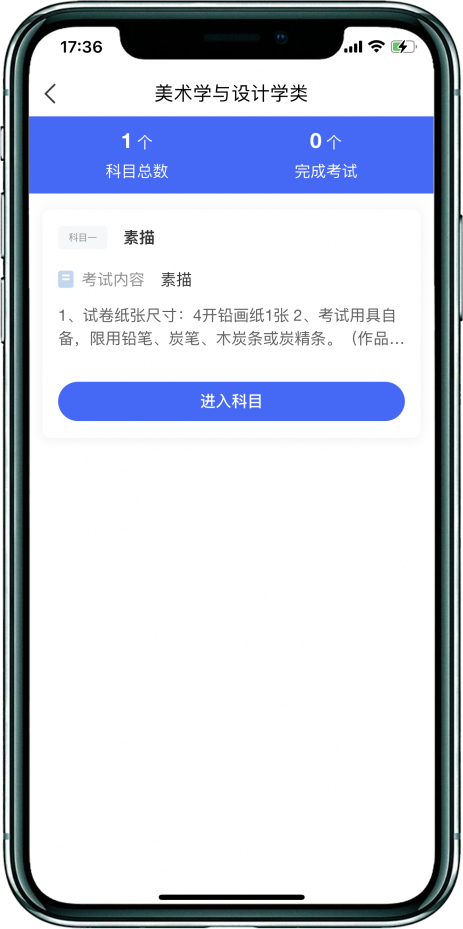 17:36
美术学与设计学类
1 个
0 个
科目总数
完成考试
科目一
素描
考试内容 素描
1、试卷纸张尺寸：4开铅画纸1张 2、考试用具自
备，限用铅笔、炭笔、木炭条或炭精条。（作品...
进入科目